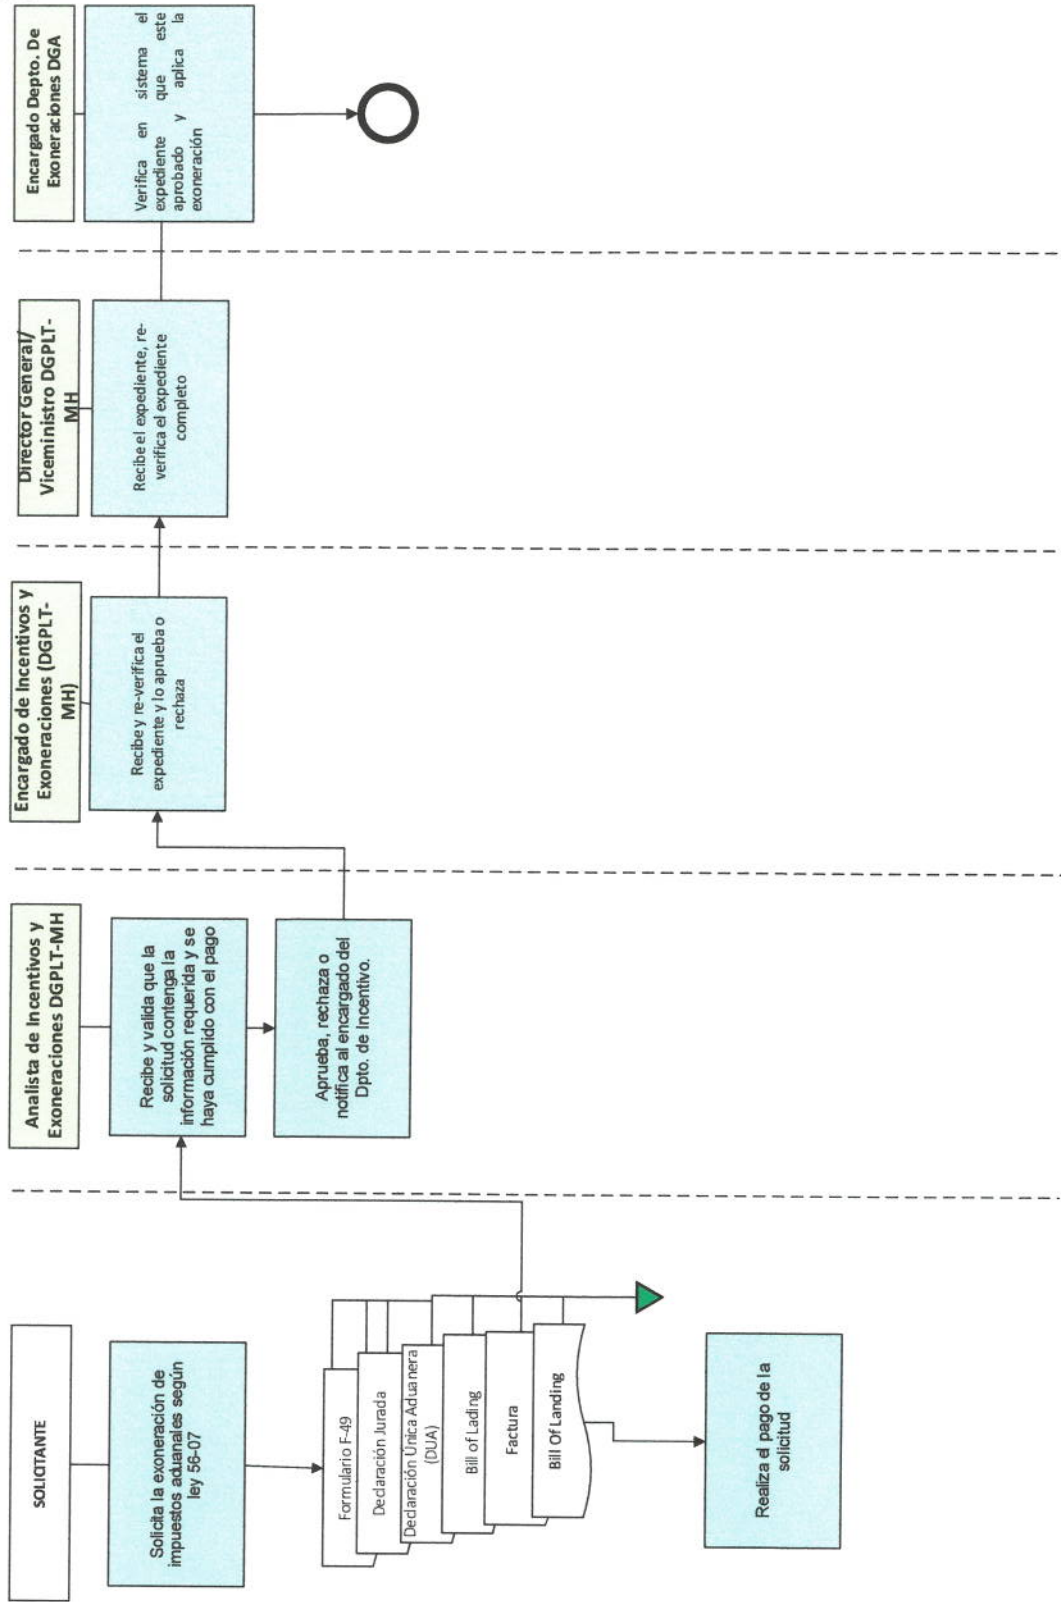 SOLICITANTE
Solicita la exoneración de
impuestos aduanales según
ley 56-07
Formulario F-49
Declaración Jurada
Declaración Unica Aduanera
(DUA)
Bill of Lading
Factura
Bill Of Landing
Realiza el pago de la
solicitud
Analista de Incentivos y
Exoneraciones DGPLT-MH
Recibe y valida que la
solicitud contenga la
información requerida y se
haya cumplido con el pago
Aprueba, rechaza o
notifica al encargado del
Dpto. de Incentivo.
Encargado de Incentivos y
Exoneraciones (DGPLT-
MH)
Recibe y re-verifica el
expediente y lo aprueba o
rechaza
Director General/
Viceministro DGPLT-
MH
Recibe el expediente, re-
verifica el expediente
completo
Encargado Depto. De
Exoneraciones DGA
Verifica en sistema el
expediente que este
aprobado y aplica la
exoneración